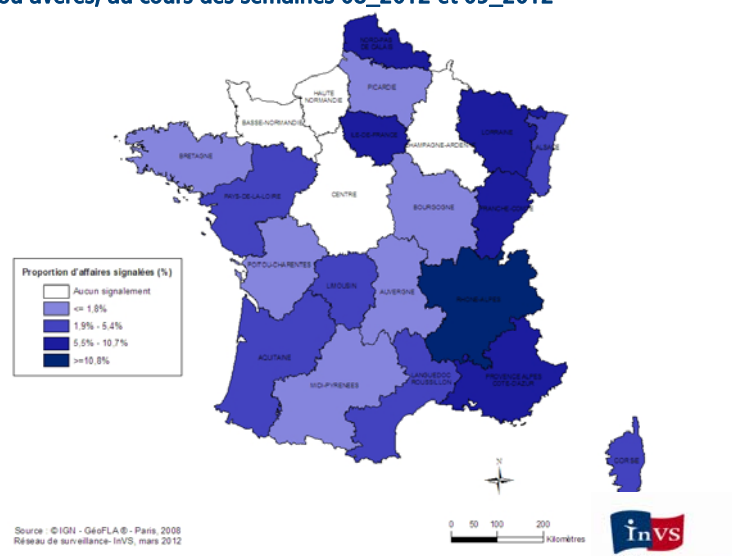 ou avérés, au cours des semaines 08_2012 et 09_2012
NORD-PAS-
DE-CALAIS
PICARDIE
HAUTE
NORMANDIE
BASSE-NORMANDIE
ILE-DE-FRANCE
CHAMPAGNE-ARDEN
LORRAINE
ALSACE
BRETAGNE
PAYS-DE-LA-LOIRE
CENTRE
BOURGOGNE
FRANCHE-COMTE
POITOU-CHARENTES
LIMOUSIN
AUVERGNE
RHONE-ALPES
AQUITAINE
MIDI-PYRENEES
LANGUEDOC
ROUSSILLON
PROVENCE-ALPES
COTE-D'AZUR
CORSE
Proportion d'affaires signalées (%)
Aucun signalement
<= 1,8%
1,9% - 5,4%
5,5% - 10,7%
>=10,8%
N
Source : © IGN - GéoFLA ® - Paris, 2008
Réseau de surveillance- InVS, mars 2012
0 50 100 200
Kilomètres
InVS